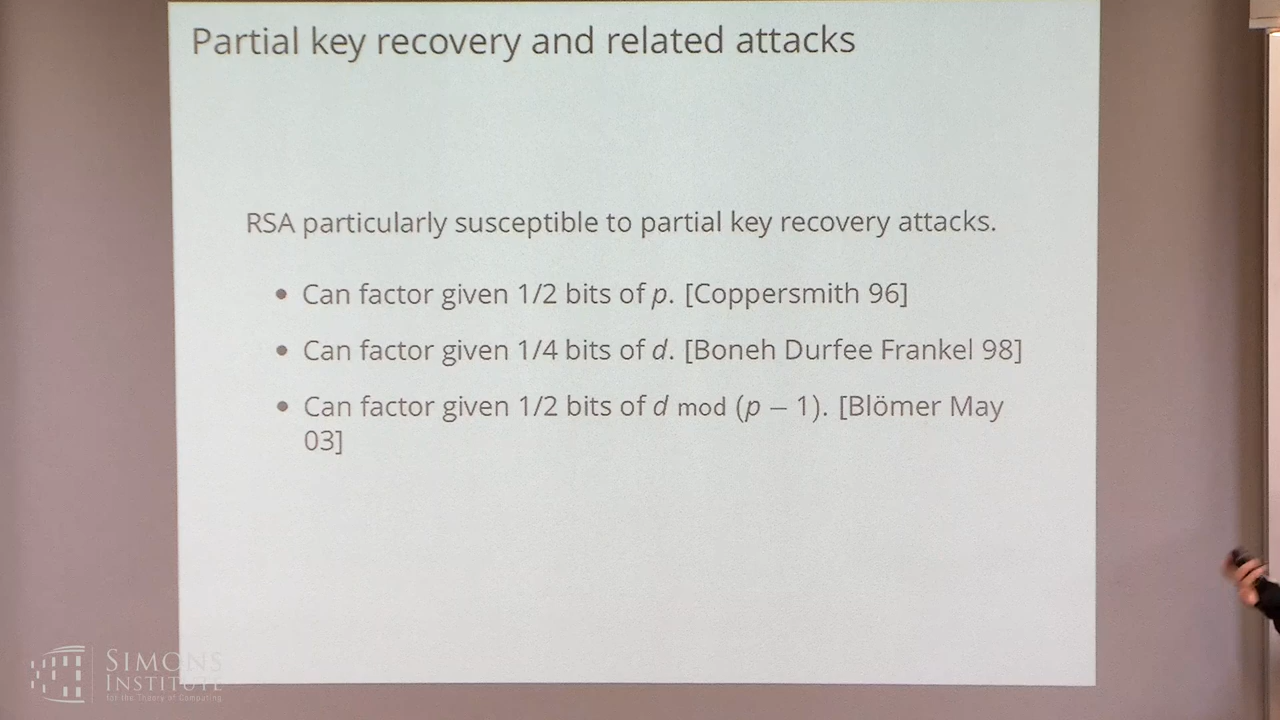 Partial key recovery and related attacks
RSA particularly susceptible to partial key recovery attacks.
• Can factor given 1/2 bits of p. [Coppersmith 96]
• Can factor given 1/4 bits of d. [Boneh Durfee Frankel 98]
• Can factor given 1/2 bits of d mod (p − 1). [Blömer May
03]
SIMONS
INSTITUTE
for the Theory of Computing